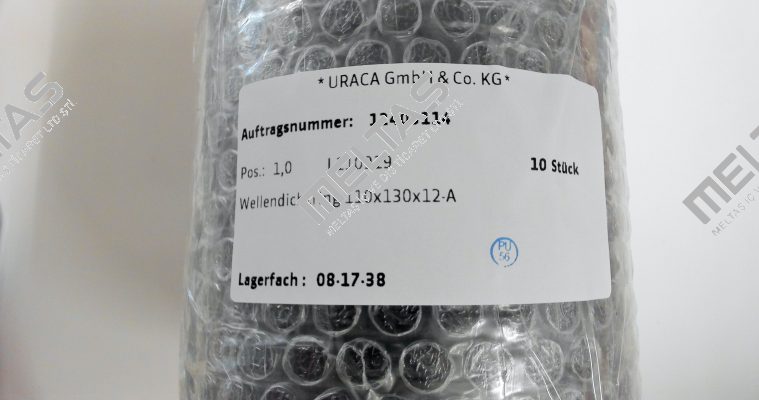 * URACA GmbH & Co. KG *
Auftragsnummer:
Pos.: 1,0 10 Stück
110x130x12-A
PU
56
Lagerfach : 08-17-38
MELTAS
MELTAS
MELTAS